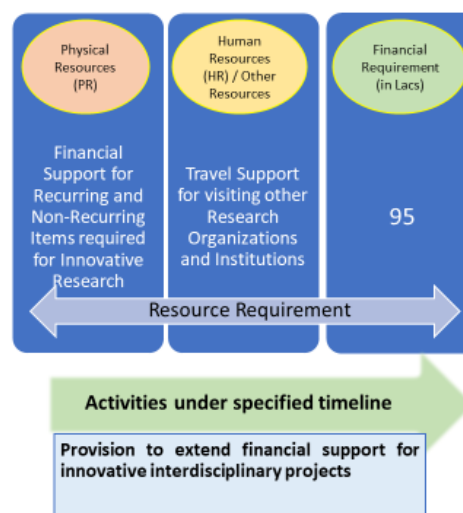 Physical
Resources
(PR)
Human
Resources
(HR) / Other
Resources
Financial
Requirement
(in Lacs)
Financial
Support for
Recurring and
Non-Recurring
Items required
for Innovative
Research
Travel Support
for visiting other
Research
Organizations
and Institutions
95
Resource Requirement
Activities under specified timeline
Provision to extend financial support for
innovative interdisciplinary projects